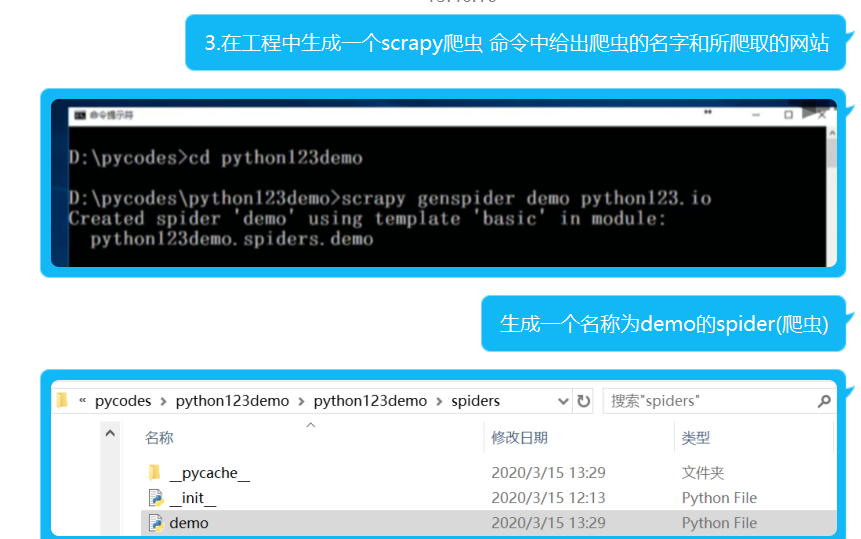 3.在工程中生成一个scrapy爬虫 命令中给出爬虫的名字和所爬取的网站
命令提示符
D:\pycodes>cd python123demo
D:\pycodes\python123demo>scrapy genspider demo python123.io
Created spider 'demo' using template 'basic' in module:
python123demo.spiders.demo
生成一个名称为demo的spider(爬虫)
« pycodes › python123demo › python123demo › spiders 搜索"spiders"
名称 修改日期 类型
__pycache__ 2020/3/15 13:29 文件夹
__init__ 2020/3/15 12:13 Python File
demo 2020/3/15 13:29 Python File